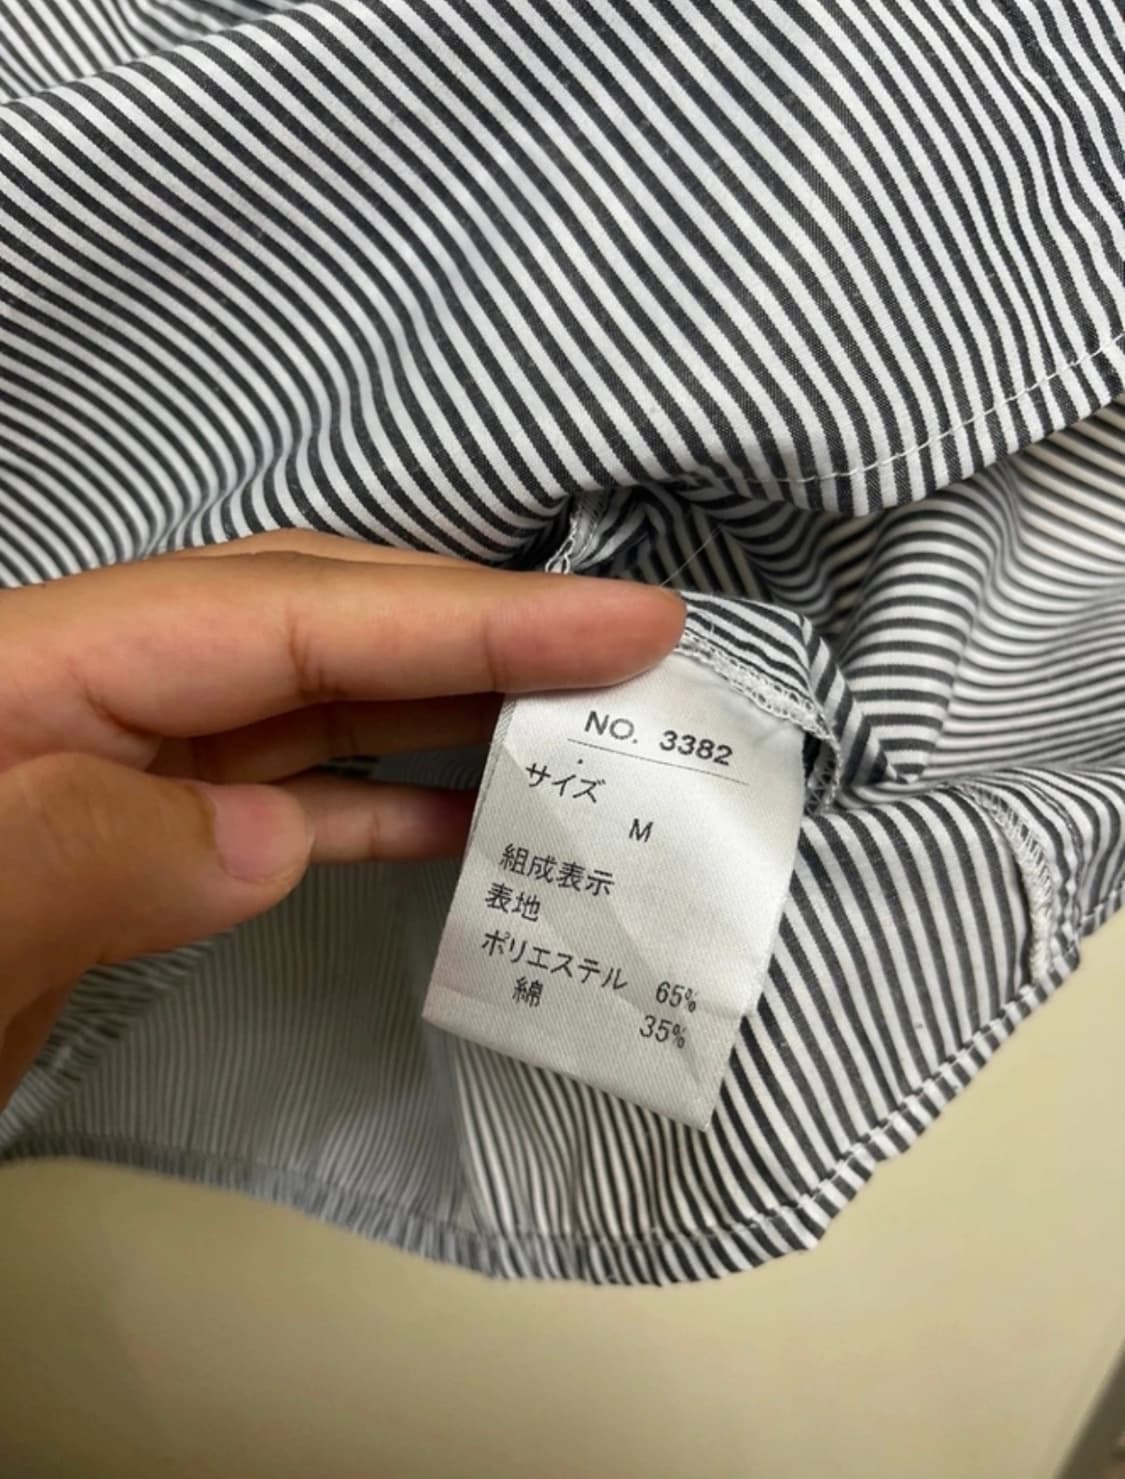 NO. 3382
サイズ
M
組成表示
表地
ポリエステル 65%
綿 35%